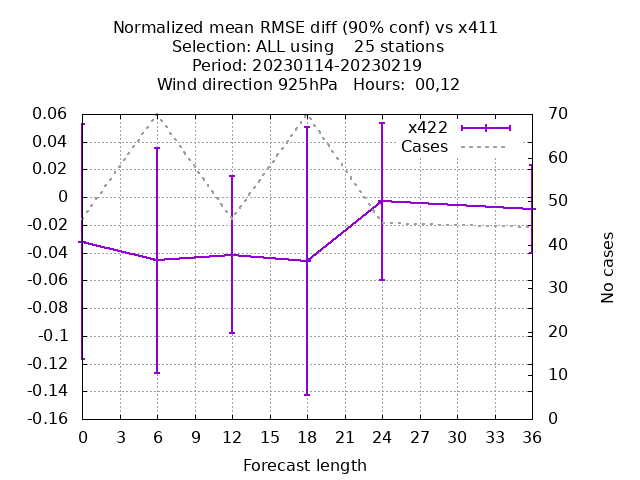 Normalized mean RMSE diff (90% conf) vs x411
Selection: ALL using    25 stations
Period: 20230114-20230219
Wind direction 925hPa   Hours:  00,12
x422
Cases
0.06
0.04
0.02
0
-0.02
-0.04
-0.06
-0.08
-0.1
-0.12
-0.14
-0.16
70
60
50
40
30
20
10
0
No cases
0 3 6 9 12 15 18 21 24 27 30 33 36
Forecast length